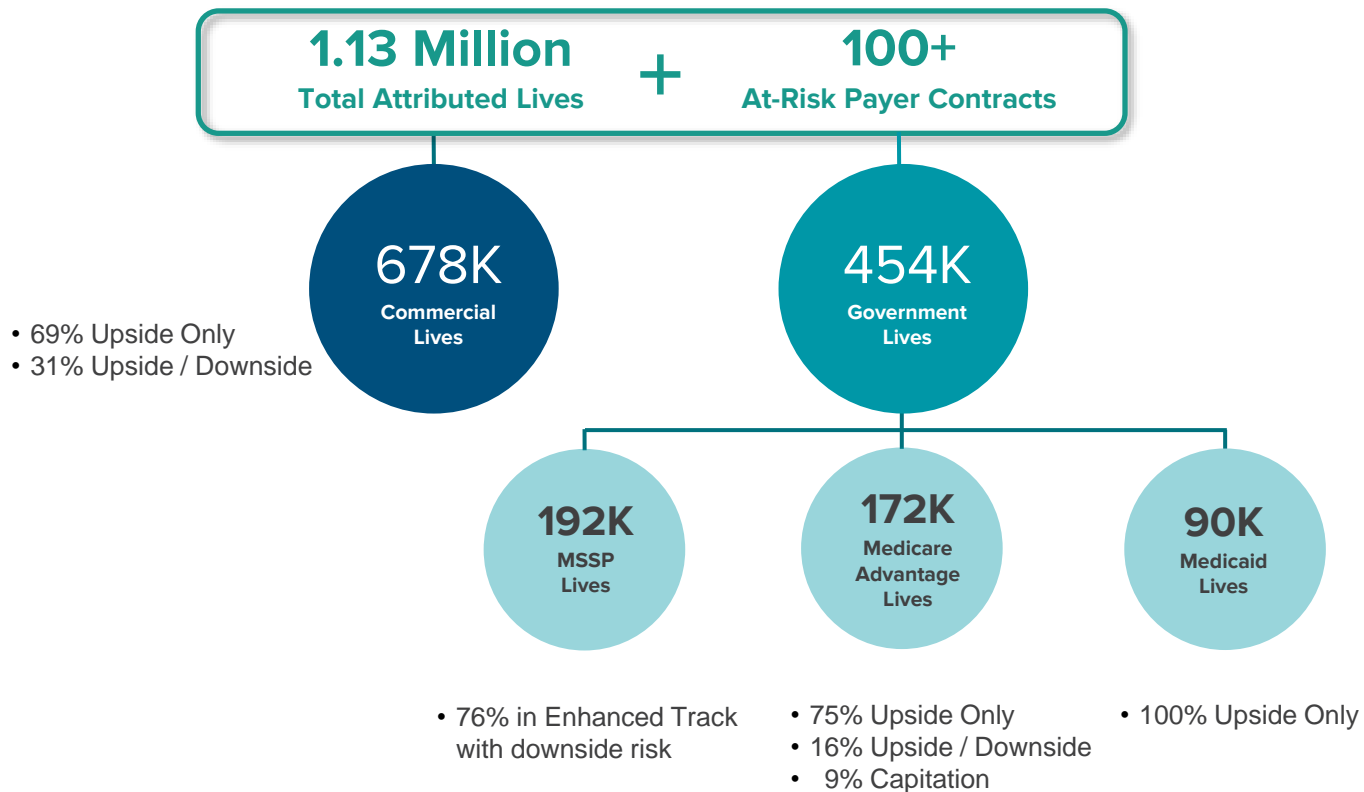 1.13 Million
Total Attributed Lives
+
100+
At-Risk Payer Contracts
678K
Commercial
Lives
• 69% Upside Only
• 31% Upside / Downside
454K
Government
Lives
192K
MSSP
Lives
172K
Medicare
Advantage
Lives
90K
Medicaid
Lives
• 76% in Enhanced Track
with downside risk
• 75% Upside Only
• 16% Upside / Downside
• 9% Capitation
• 100% Upside Only